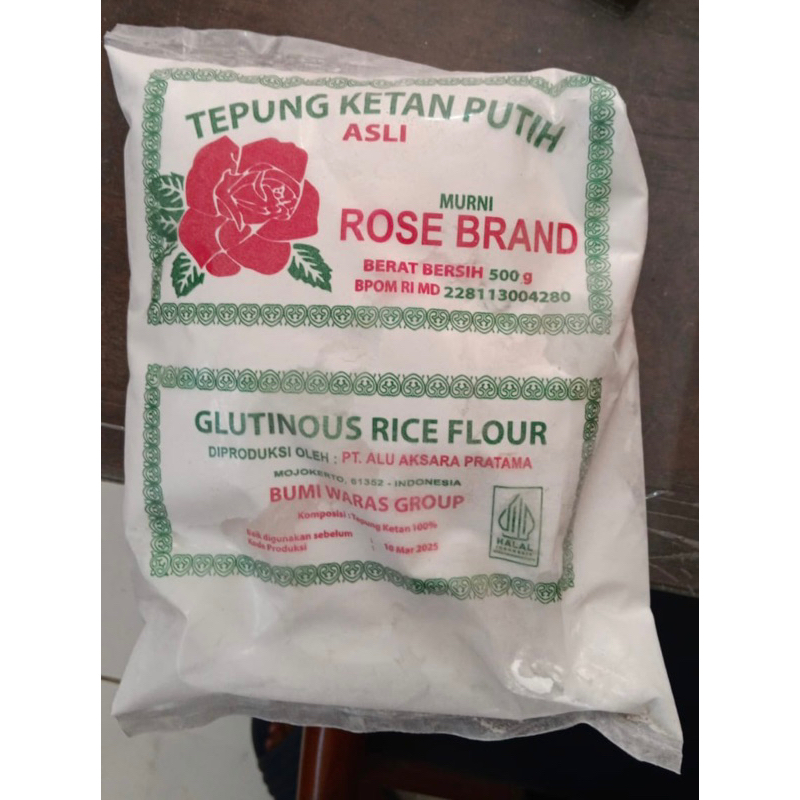 TEPUNG KETAN PUTIH
ASLI
MURNI
ROSE BRAND
BERAT BERSIH 500 g
BPOM RI MD 228113004280
GLUTINOUS RICE FLOUR
DIPRODUKSI OLEH : PT. ALU AKSARA PRATAMA
MOJOKERTO, 61352 - INDONESIA
BUMI WARAS GROUP
Komposisi : Tepung Ketan 100%
Baik digunakan sebelum
Kode Produksi : Mar 2025
HALAL
INDONESIA